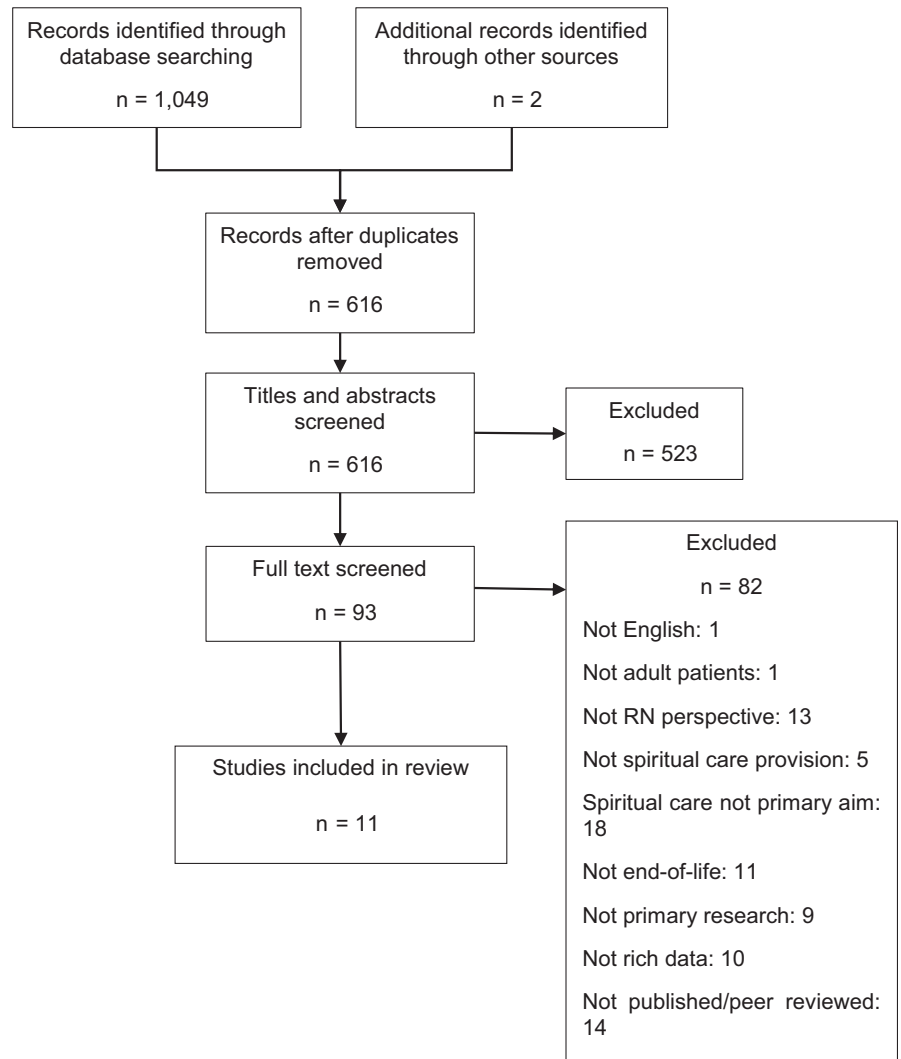 Records identified through
database searching
n = 1,049
Additional records identified
through other sources
n = 2
Records after duplicates
removed
n = 616
Titles and abstracts
screened
n = 616
Excluded
n = 523
Full text screened
n = 93
Excluded
n = 82
Not English: 1
Not adult patients: 1
Not RN perspective: 13
Not spiritual care provision: 5
Spiritual care not primary aim:
18
Not end-of-life: 11
Not primary research: 9
Not rich data: 10
Not published/peer reviewed:
14
Studies included in review
n = 11